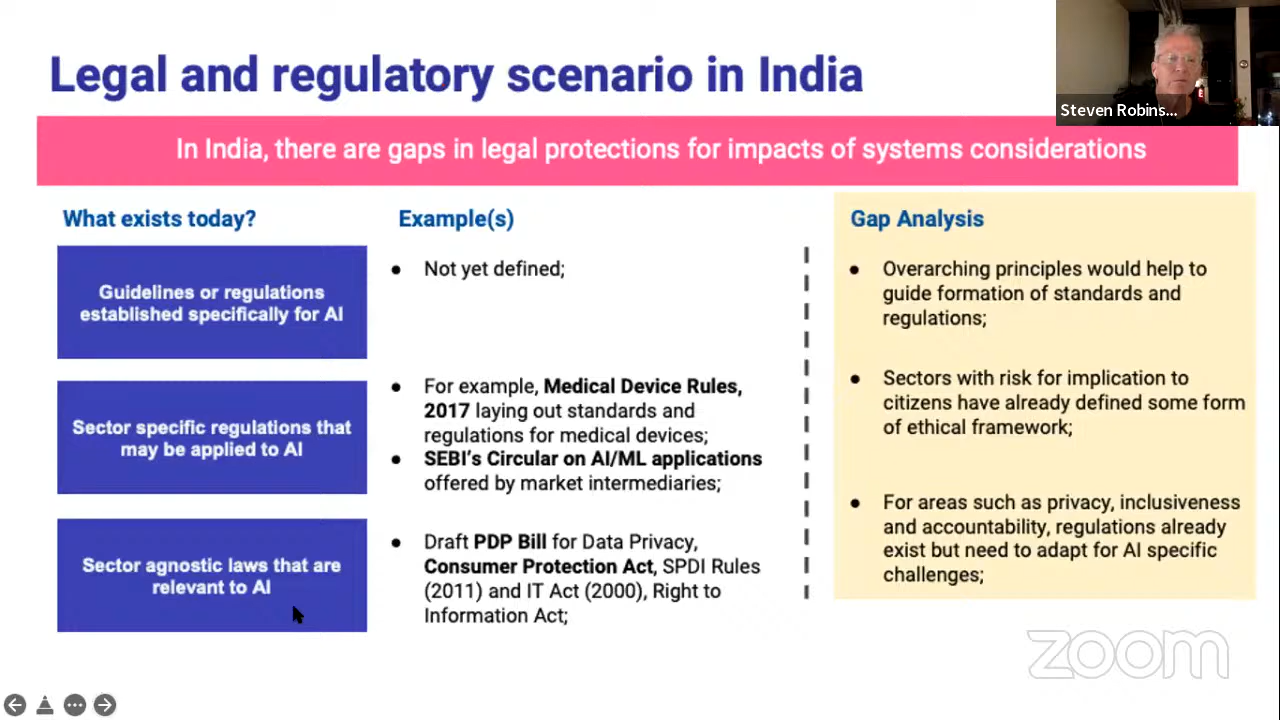 Legal and regulatory scenario in India
Steven Robins...
In India, there are gaps in legal protections for impacts of systems considerations
What exists today?
Example(s)
Gap Analysis
Guidelines or regulations
established specifically for AI
● Not yet defined;
● Overarching principles would help to
guide formation of standards and
regulations;
Sector specific regulations that
may be applied to AI
● For example, Medical Device Rules,
2017 laying out standards and
regulations for medical devices;
● SEBI's Circular on AI/ML applications
offered by market intermediaries;
● Sectors with risk for implication to
citizens have already defined some form
of ethical framework;
Sector agnostic laws that are
relevant to AI
● Draft PDP Bill for Data Privacy,
Consumer Protection Act, SPDI Rules
(2011) and IT Act (2000), Right to
Information Act;
● For areas such as privacy, inclusiveness
and accountability, regulations already
exist but need to adapt for AI specific
challenges;
zoom